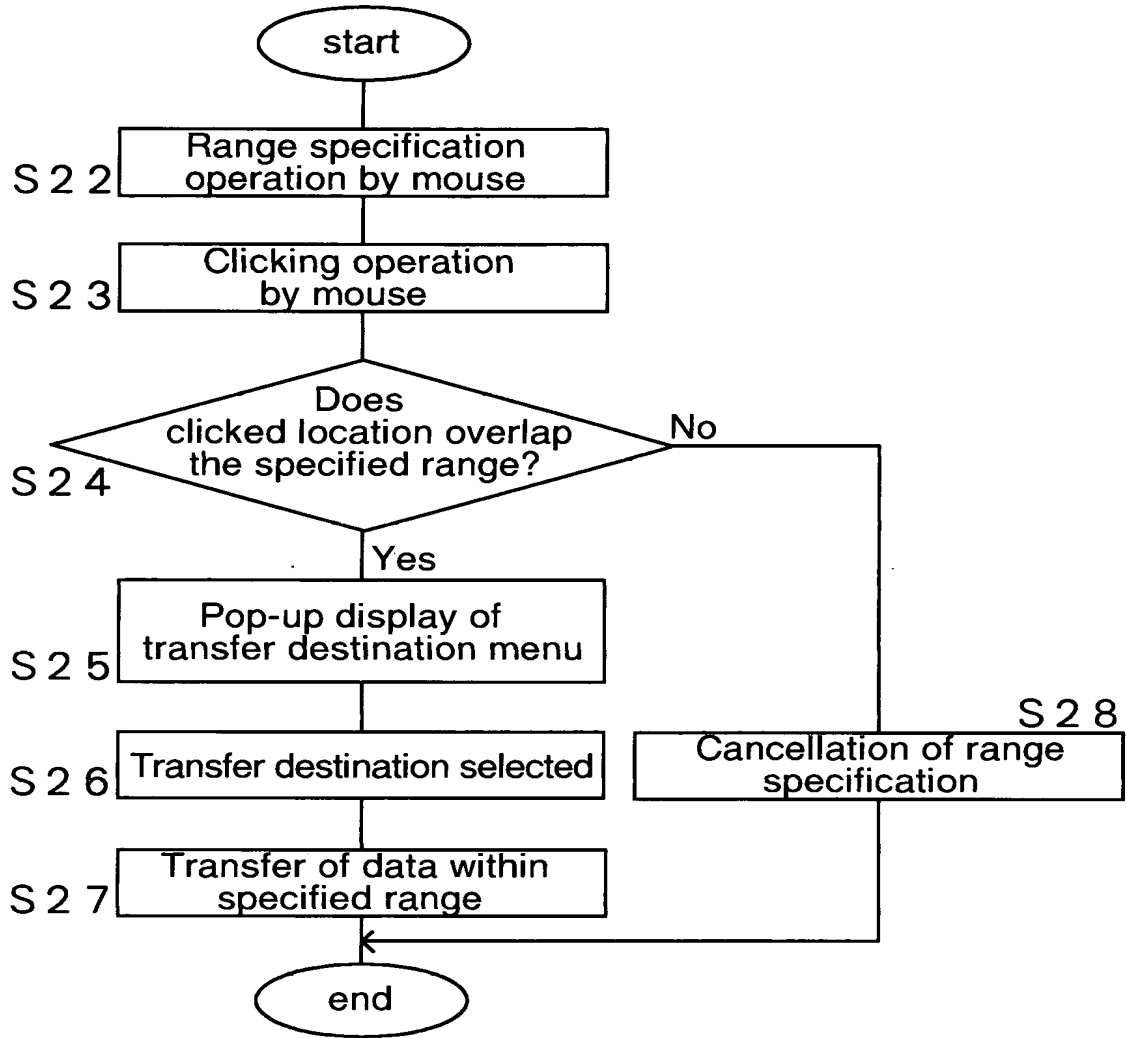 start
Range specification
operation by mouse
S22
Clicking operation
by mouse
S23
Does
clicked location overlap
the specified range?
S24
No
Yes
Pop-up display of
transfer destination menu
S25
S28
Cancellation of range
specification
Transfer destination selected
S26
Transfer of data within
specified range
S27
end